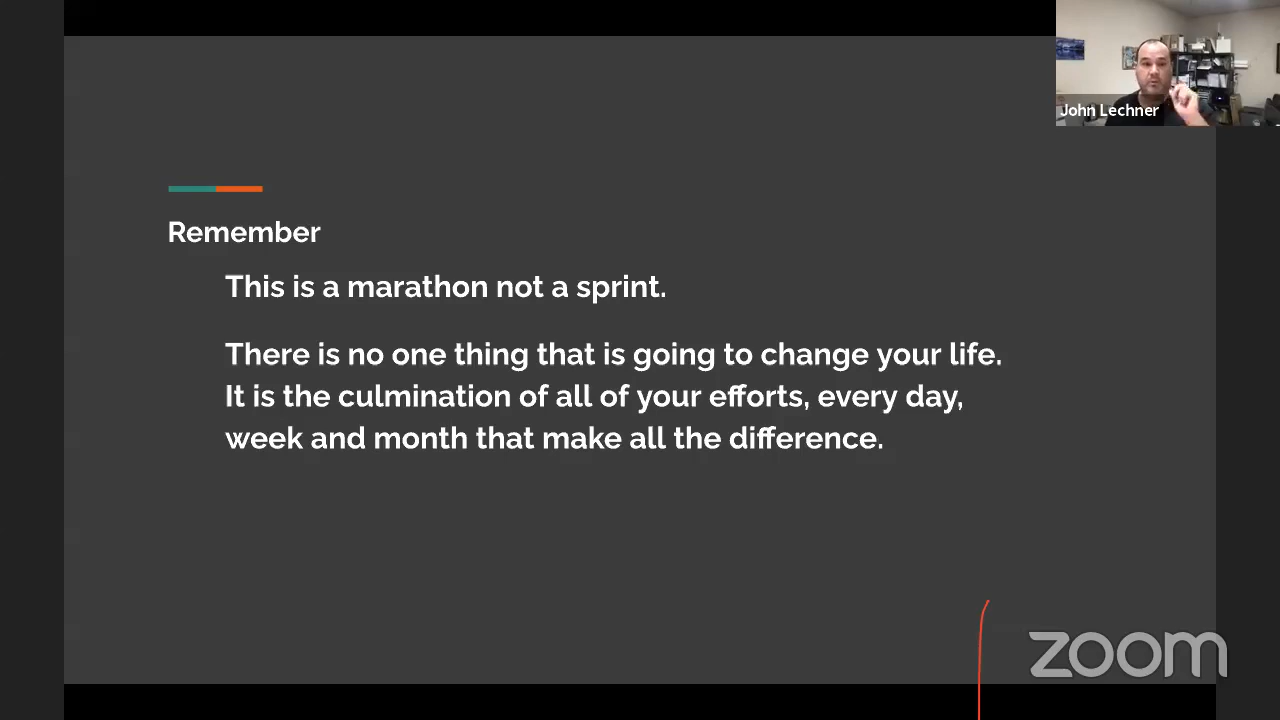 John Lechner
Remember
This is a marathon not a sprint.
There is no one thing that is going to change your life.
It is the culmination of all of your efforts, every day,
week and month that make all the difference.
zoom